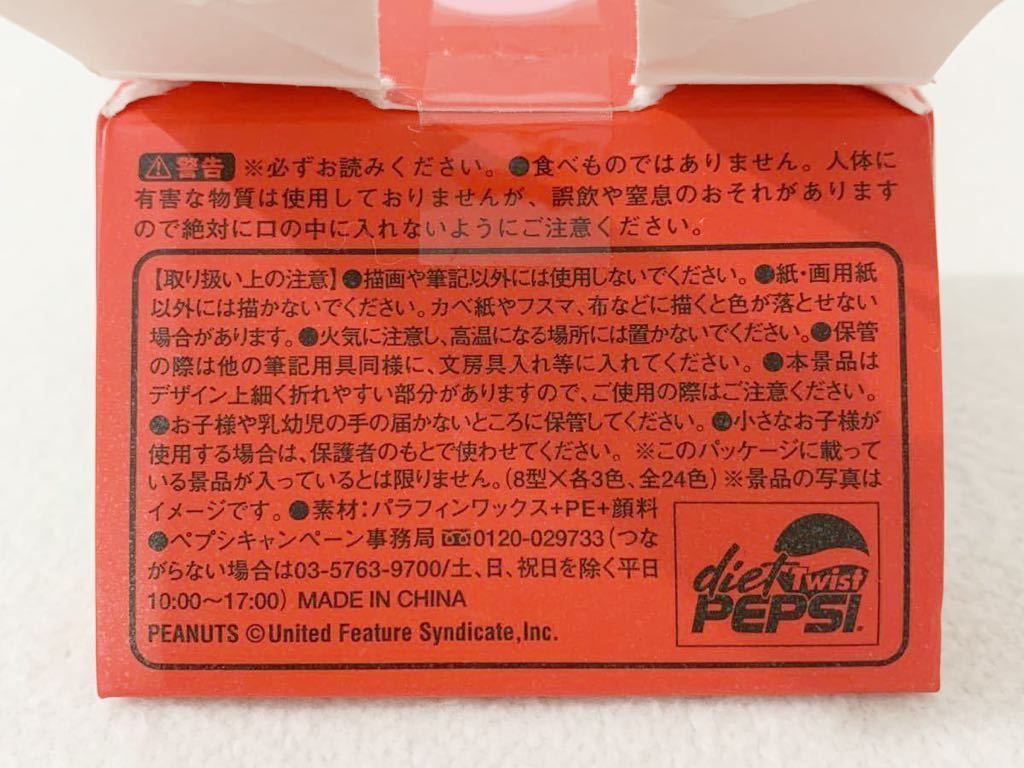 ⚠警告 ※必ずお読みください。●食べものではありません。人体に
有害な物質は使用しておりませんが、誤飲や窒息のおそれがあります
ので絶対に口の中に入れないようにご注意ください。
【取り扱い上の注意】●描画や筆記以外には使用しないでください。●紙・画用紙
以外には描かないでください。カベ紙やフスマ、布などに描くと色が落とせない
場合があります。●火気に注意し、高温になる場所には置かないでください。●保管
の際は他の筆記用具同様に、文房具入れ等に入れてください。●本景品は
デザイン上細く折れやすい部分がありますので、ご使用の際はご注意ください。
●お子様や乳幼児の手の届かないところに保管してください。●小さなお子様が
使用する場合は、保護者のもとで使わせてください。※このパッケージに載って
いる景品が入っているとは限りません。(8型×各3色、全24色)※景品の写真は
イメージです。●素材:パラフィンワックス+PE+顔料
●ペプシキャンペーン事務局 0120-029733(つな
がらない場合は03-5763-9700/土、日、祝日を除く平日
10:00〜17:00) MADE IN CHINA
PEANUTS ©United Feature Syndicate,Inc.
diet Twist
PEPSI